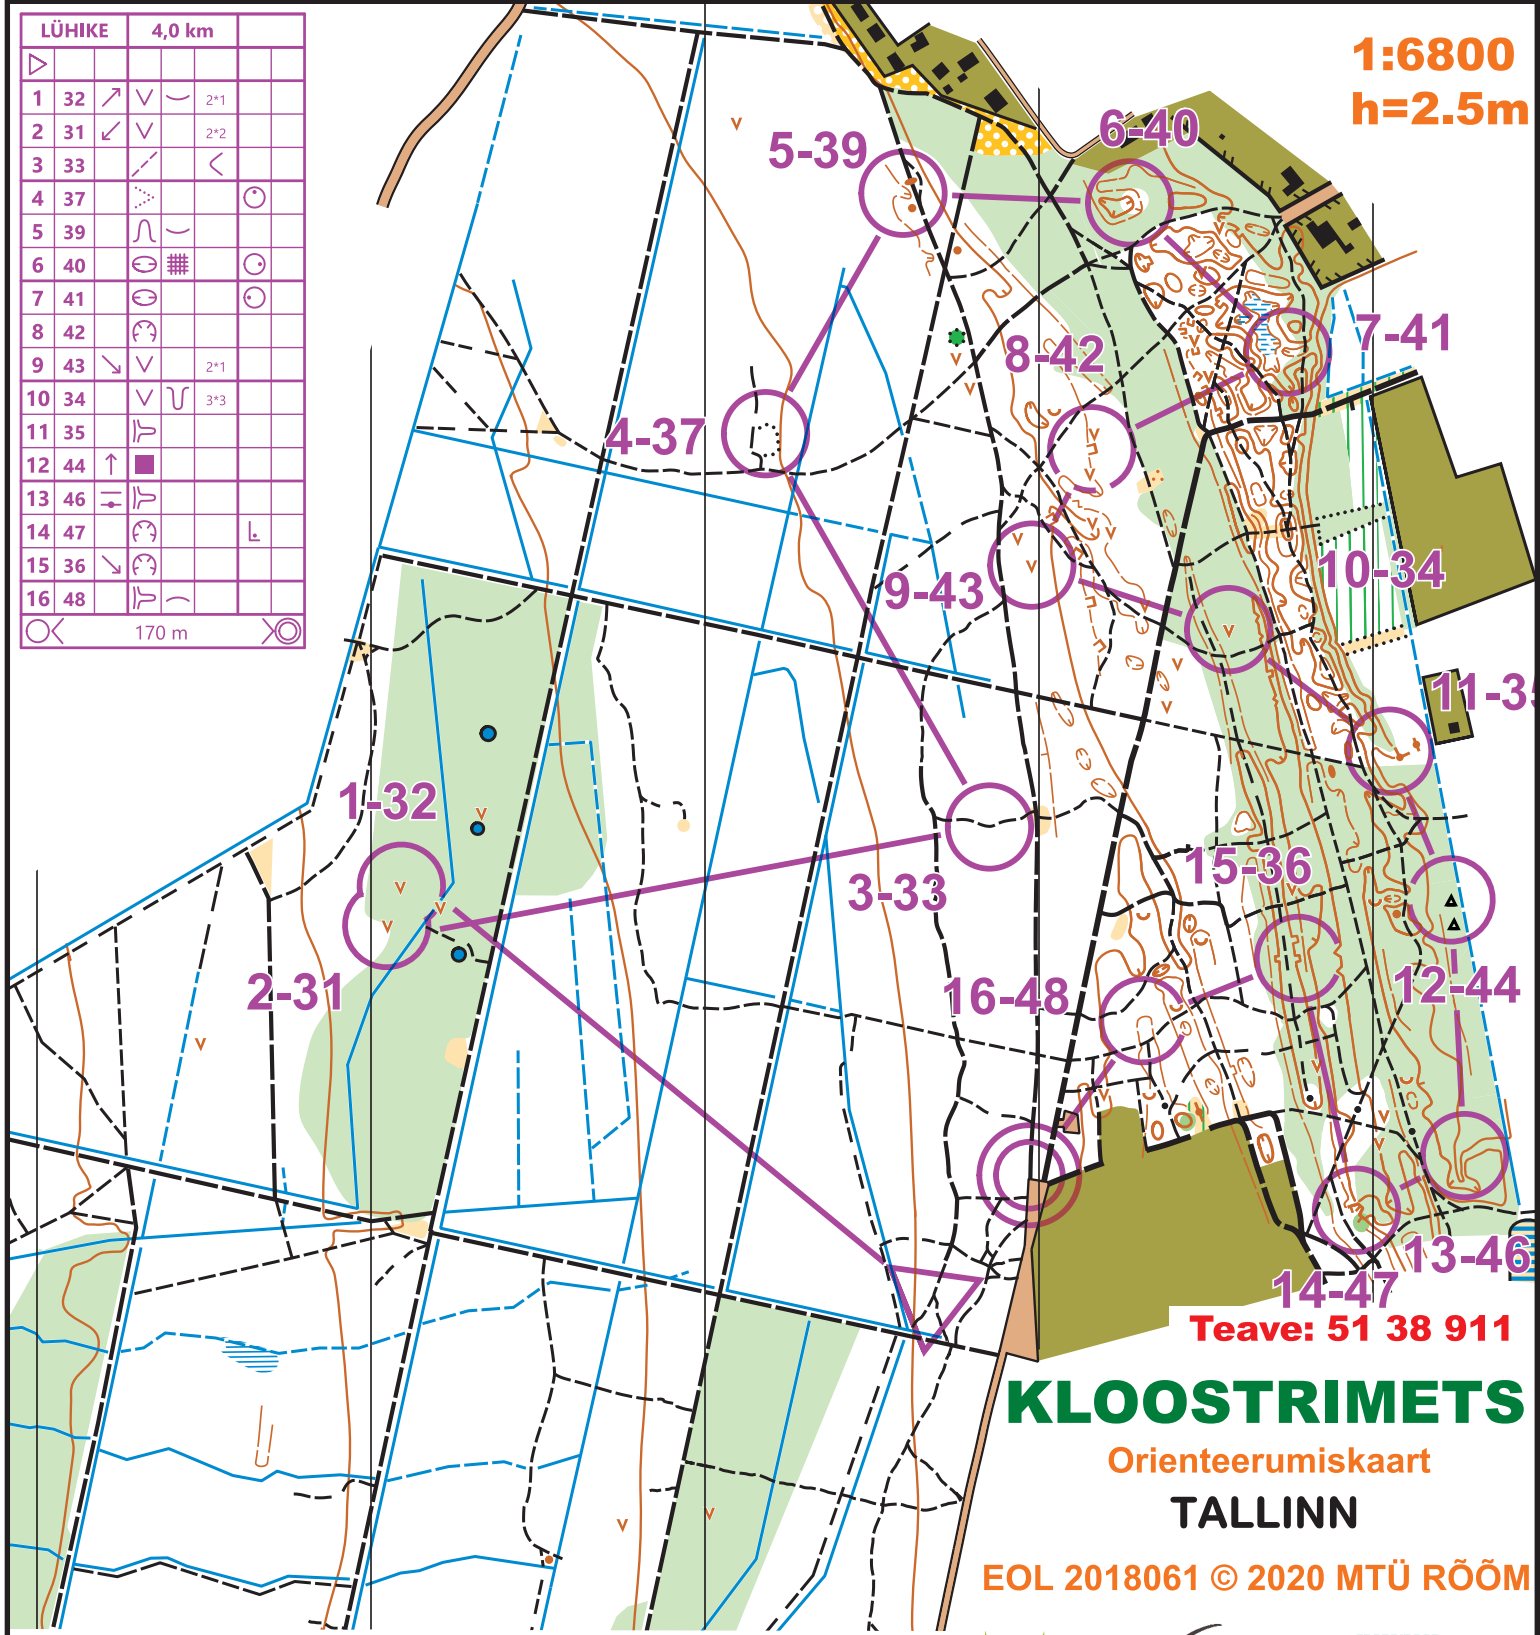 LÜHIKE 4,0 km
1 32 2*1
2 31 2*2
3 33
4 37
5 39
6 40
7 41
8 42
9 43 2*1
10 34 3*3
11 35
12 44
13 46
14 47
15 36
16 48
170 m
1:6800
h=2.5m
6-40
5-39
7-41
8-42
4-37
10-34
9-43
11-35
1-32
15-36
3-33
2-31
16-48
12-44
13-46
14-47
Teave: 51 38 911
KLOOSTRIMETS
Orienteerumiskaart
TALLINN
EOL 2018061 © 2020 MTÜ RÕÕM